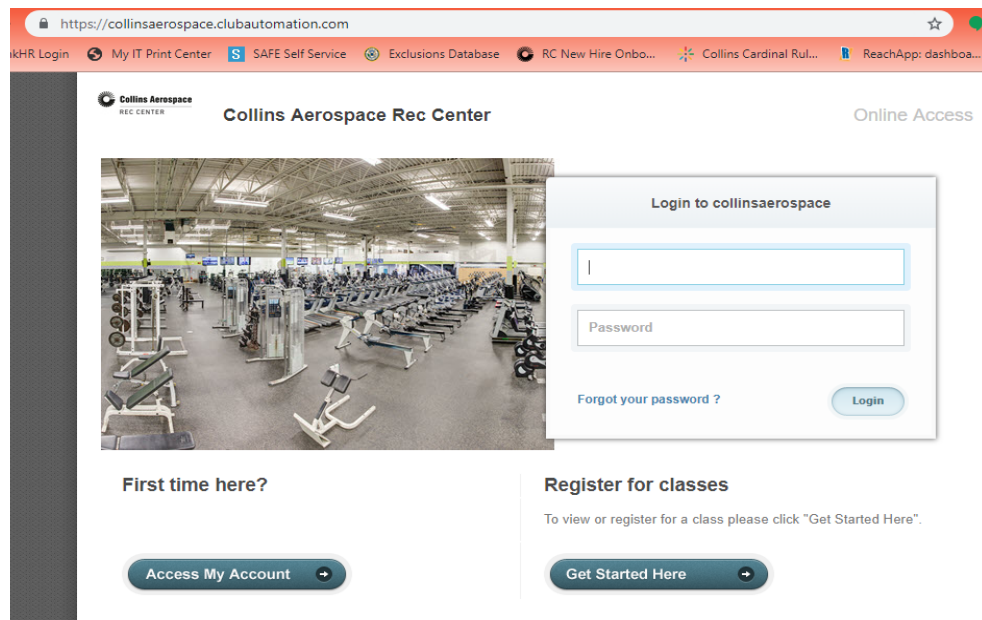 https://collinsaerospace.clubautomation.com
kHR Login My IT Print Center S SAFE Self Service Exclusions Database RC New Hire Onbo... Collins Cardinal Rul... R ReachApp: dashboa...
Collins Aerospace
REC CENTER
Collins Aerospace Rec Center
Online Access
Login to collinsaerospace
Password
Forgot your password ?
Login
First time here?
Register for classes
To view or register for a class please click "Get Started Here".
Access My Account
Get Started Here